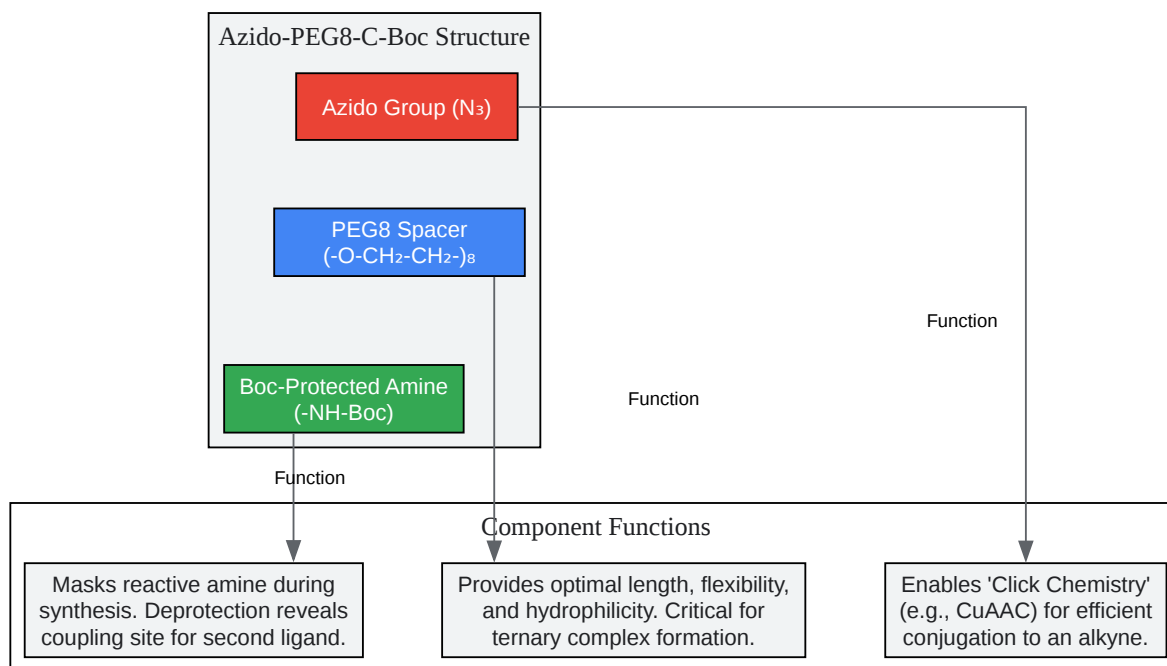 Azido-PEG8-C-Boc Structure
Azido Group (N₃)
PEG8 Spacer
(-O-CH₂-CH₂-)₈
Function
Boc-Protected Amine
(-NH-Boc)
Function
Function
Component Functions
Masks reactive amine during
synthesis. Deprotection reveals
coupling site for second ligand.
Provides optimal length, flexibility,
and hydrophilicity. Critical for
ternary complex formation.
Enables 'Click Chemistry'
(e.g., CuAAC) for efficient
conjugation to an alkyne.